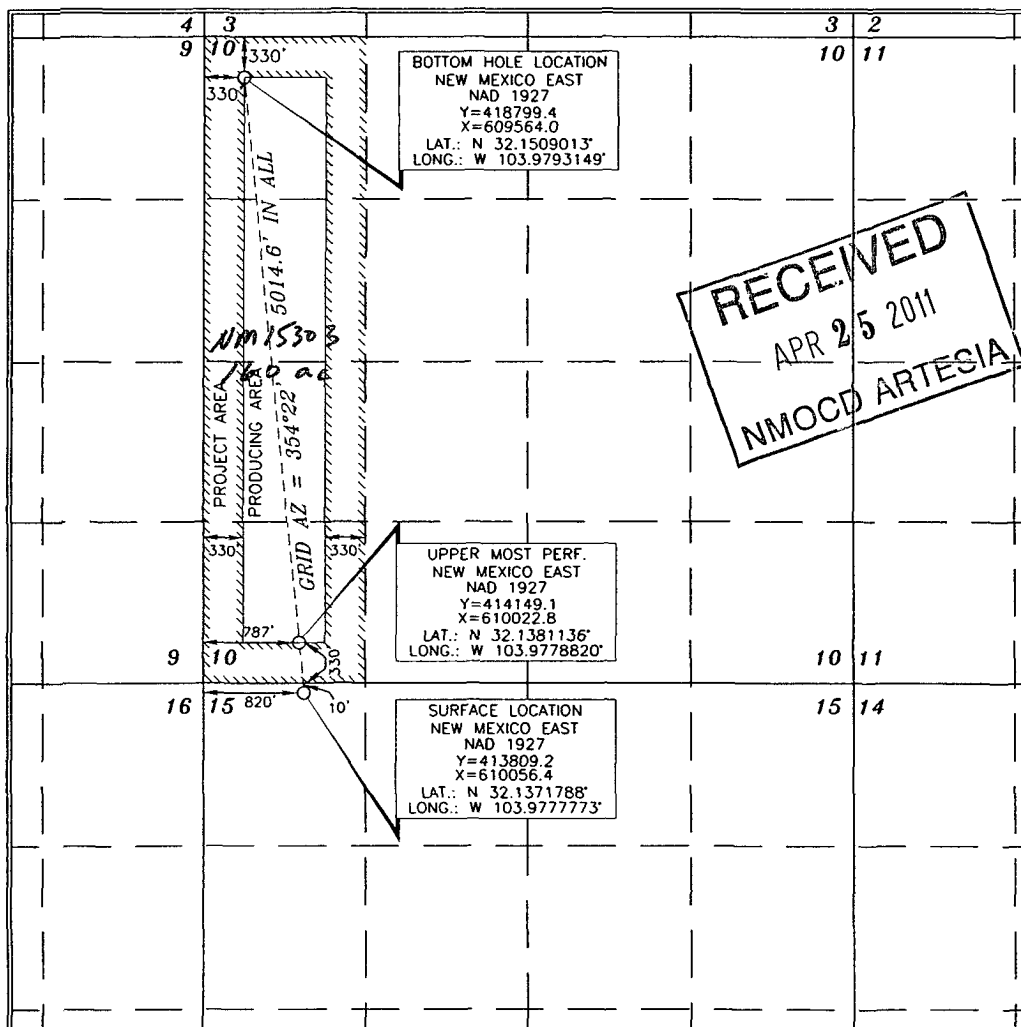 4 3
3 2
9 10
10 11
330'
330
BOTTOM HOLE LOCATION
NEW MEXICO EAST
NAD 1927
Y=418799.4
X=609564.0
LAT.: N 32.1509013°
LONG.: W 103.9793149°
RECEIVED
APR 25 2011
NMOCD ARTESIA
5014.6' IN ALL
NM 15303
160 ac
PROJECT AREA
PRODUCING AREA
GRID AZ = 354°22'
330
330
UPPER MOST PERF.
NEW MEXICO EAST
NAD 1927
Y=414149.1
X=610022.8
LAT.: N 32.1381136°
LONG.: W 103.9778820°
787'
330
9 10
10 11
16 15
820'
10'
15 14
SURFACE LOCATION
NEW MEXICO EAST
NAD 1927
Y=413809.2
X=610056.4
LAT.: N 32.1371788°
LONG.: W 103.9777773°